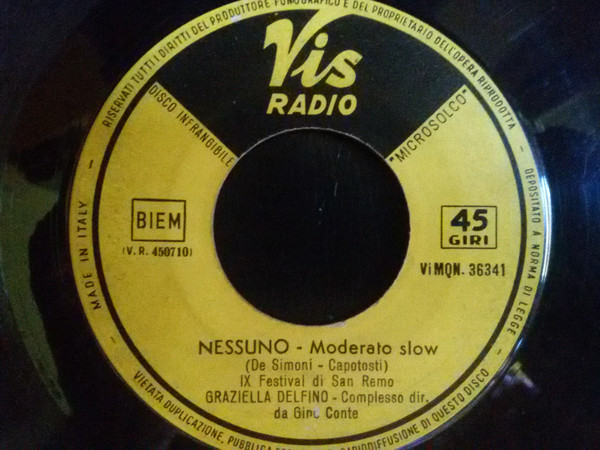 RISERVATI TUTTI I DIRITTI DEL PRODUTTORE FONOGRAFICO E DEL PROPRIETARIO DELL'OPERA RIPRODOTTA
Vis
RADIO
DISCO INFRANGIBILE
"MICROSOLCO"
BIEM
(V.R. 450710)
45
GIRI
ViMQN. 36341
MADE IN ITALY
DEPOSITATO A NORMA DI LEGGE
NESSUNO - Moderato slow
(De Simoni - Capotosti)
IX Festival di San Remo
GRAZIELLA DELFINO - Complesso dir.
da Gino Conte
VIETATA DUPLICAZIONE, PUBBLICA RADIODIFFUSIONE DI QUESTO DISCO